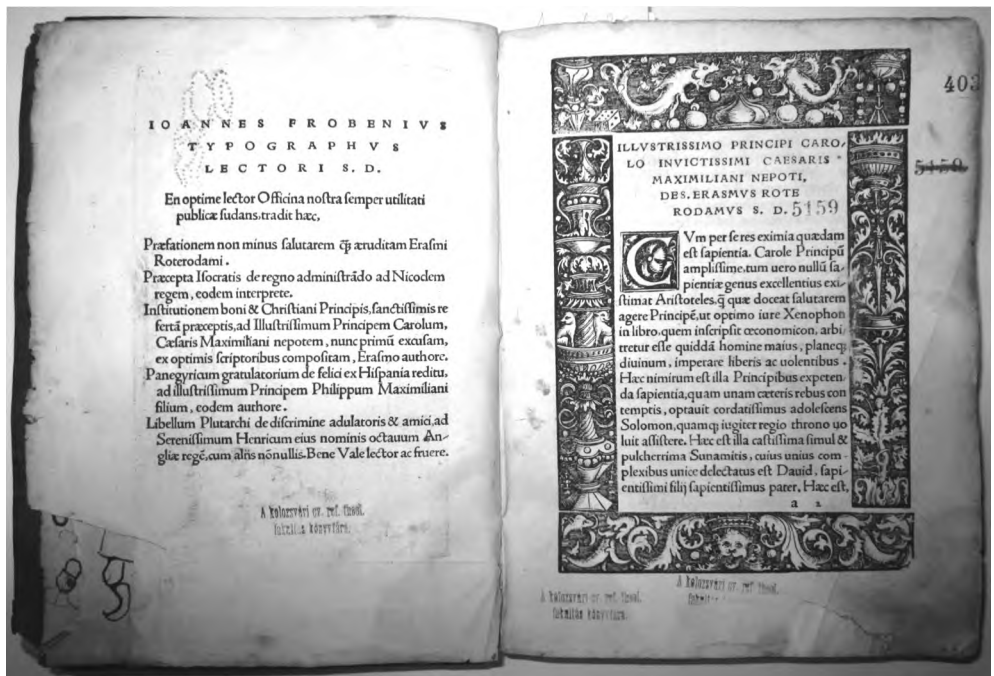 IOANNES FROBENIVS
TYPOGRAPHVS
LECTORI S. D.
En optime lector Officina nostra semper utilitati
publicæ sudans, tradit hæc,
Præfationem non minus salutarem q̃ꝫ æruditam Erasmi
Roterodami.
Præcepta Isocratis de regno administrãdo ad Nicoclem
regem, eodem interprete.
Institutionem boni & Christiani Principis, sanctissimis re
fertã præceptis, ad Illustrissimum Principem Carolum,
Cæsaris Maximiliani nepotem, nunc primũ excusam,
ex optimis scriptoribus compositam, Erasmo authore.
Panegyricum gratulatorium de felici ex Hispania reditu,
ad illustrissimum Principem Philippum Maximiliani
filium, eodem authore.
Libellum Plutarchi de discrimine adulatoris & amici, ad
Serenissimum Henricum eius nominis octauum An-
gliæ regẽ, cum alijs nõnullis. Bene Vale lector ac fruere.
A kolozsvári ev. ref. theol.
fakultás könyvtára.
403
5159
ILLVSTRISSIMO PRINCIPI CARO-
LO INVICTISSIMI CAESARIS
MAXIMILIANI NEPOTI,
DES. ERASMVS ROTE
RODAMVS S. D. 5159
CVm per se res eximia quædam
est sapientia. Carole Principũ
amplissime, tum uero nullũ sa-
pientiæ genus excellentius exi
stimat Aristoteles, q̃ quæ doceat salutarem
agere Principẽ, ut optimo iure Xenophon
in libro, quem inscripsit œconomicon, arbi
tretur esse quiddã homine maius, planeqꝫ
diuinum, imperare liberis ac uolentibus.
Hæc nimirum est illa Principibus expeten-
da sapientia, quam unam cæteris rebus con
temptis, optauit cordatissimus adolescens
Solomon, quamqꝫ iugiter regio throno uo
luit assistere. Hæc est illa castissima simul &
pulcherrima Sunamitis, cuius unius com-
plexibus unice delectatus est Dauid, sapi-
entissimi filij sapientissimus pater. Hæc est,
a 2
A kolozsvári ev. ref. theol.
fakultás könyvtára.
A kolozsvári ev. ref. theol.
fakultás